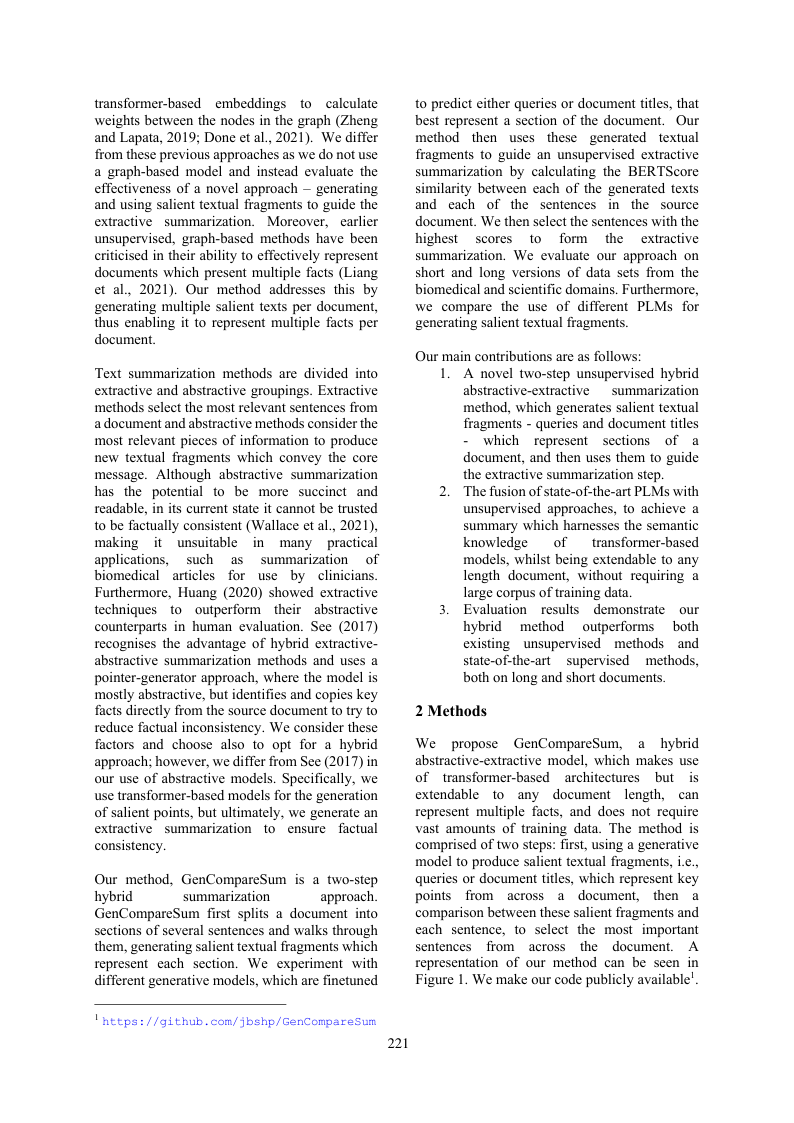 transformer-based embeddings to calculate
weights between the nodes in the graph (Zheng
and Lapata, 2019; Done et al., 2021). We differ
from these previous approaches as we do not use
a graph-based model and instead evaluate the
effectiveness of a novel approach – generating
and using salient textual fragments to guide the
extractive summarization. Moreover, earlier
unsupervised, graph-based methods have been
criticised in their ability to effectively represent
documents which present multiple facts (Liang
et al., 2021). Our method addresses this by
generating multiple salient texts per document,
thus enabling it to represent multiple facts per
document.
Text summarization methods are divided into
extractive and abstractive groupings. Extractive
methods select the most relevant sentences from
a document and abstractive methods consider the
most relevant pieces of information to produce
new textual fragments which convey the core
message. Although abstractive summarization
has the potential to be more succinct and
readable, in its current state it cannot be trusted
to be factually consistent (Wallace et al., 2021),
making it unsuitable in many practical
applications, such as summarization of
biomedical articles for use by clinicians.
Furthermore, Huang (2020) showed extractive
techniques to outperform their abstractive
counterparts in human evaluation. See (2017)
recognises the advantage of hybrid extractive-
abstractive summarization methods and uses a
pointer-generator approach, where the model is
mostly abstractive, but identifies and copies key
facts directly from the source document to try to
reduce factual inconsistency. We consider these
factors and choose also to opt for a hybrid
approach; however, we differ from See (2017) in
our use of abstractive models. Specifically, we
use transformer-based models for the generation
of salient points, but ultimately, we generate an
extractive summarization to ensure factual
consistency.
Our method, GenCompareSum is a two-step
hybrid summarization approach.
GenCompareSum first splits a document into
sections of several sentences and walks through
them, generating salient textual fragments which
represent each section. We experiment with
different generative models, which are finetuned
to predict either queries or document titles, that
best represent a section of the document. Our
method then uses these generated textual
fragments to guide an unsupervised extractive
summarization by calculating the BERTScore
similarity between each of the generated texts
and each of the sentences in the source
document. We then select the sentences with the
highest scores to form the extractive
summarization. We evaluate our approach on
short and long versions of data sets from the
biomedical and scientific domains. Furthermore,
we compare the use of different PLMs for
generating salient textual fragments.
Our main contributions are as follows:
1. A novel two-step unsupervised hybrid
abstractive-extractive summarization
method, which generates salient textual
fragments - queries and document titles
- which represent sections of a
document, and then uses them to guide
the extractive summarization step.
2. The fusion of state-of-the-art PLMs with
unsupervised approaches, to achieve a
summary which harnesses the semantic
knowledge of transformer-based
models, whilst being extendable to any
length document, without requiring a
large corpus of training data.
3. Evaluation results demonstrate our
hybrid method outperforms both
existing unsupervised methods and
state-of-the-art supervised methods,
both on long and short documents.
2 Methods
We propose GenCompareSum, a hybrid
abstractive-extractive model, which makes use
of transformer-based architectures but is
extendable to any document length, can
represent multiple facts, and does not require
vast amounts of training data. The method is
comprised of two steps: first, using a generative
model to produce salient textual fragments, i.e.,
queries or document titles, which represent key
points from across a document, then a
comparison between these salient fragments and
each sentence, to select the most important
sentences from across the document. A
representation of our method can be seen in
Figure 1. We make our code publicly available1.
1 https://github.com/jbshp/GenCompareSum
221